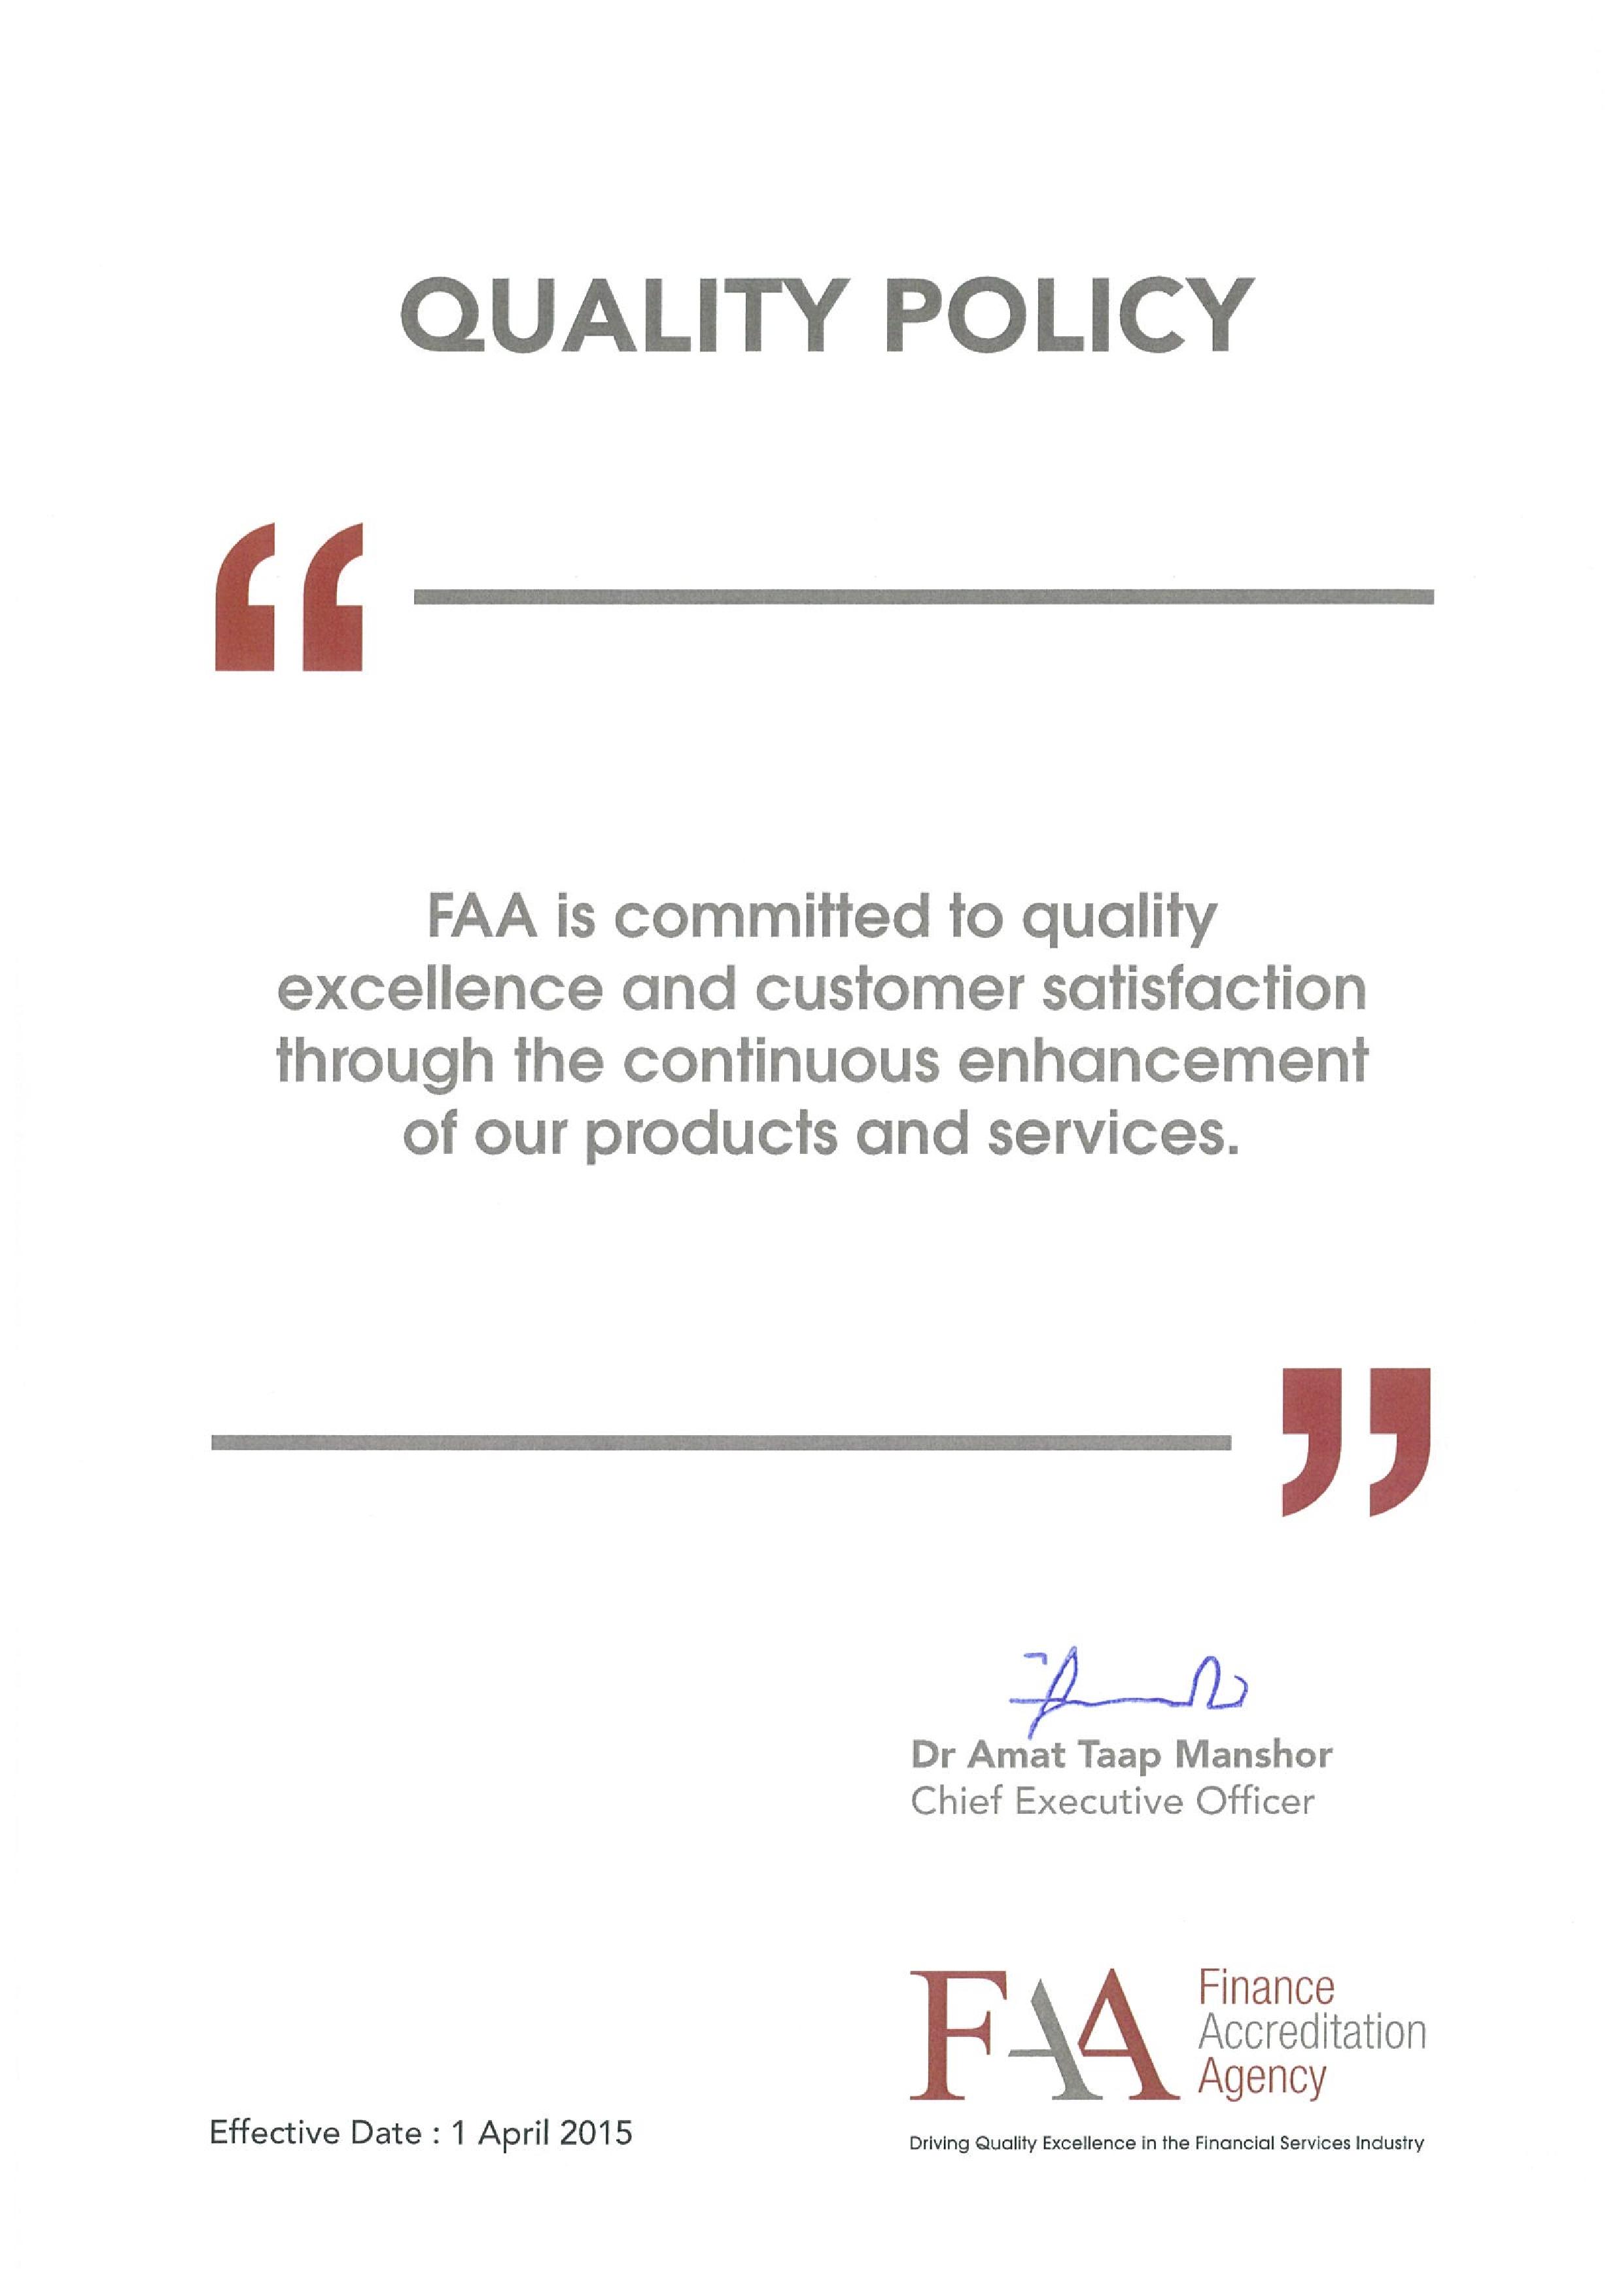 QUALITY POLICY
“
FAA is committed to quality
excellence and customer satisfaction
through the continuous enhancement
of our products and services.
”
Dr Amat Taap Manshor
Chief Executive Officer
FAA
Finance
Accreditation
Agency
Effective Date : 1 April 2015
Driving Quality Excellence in the Financial Services Industry